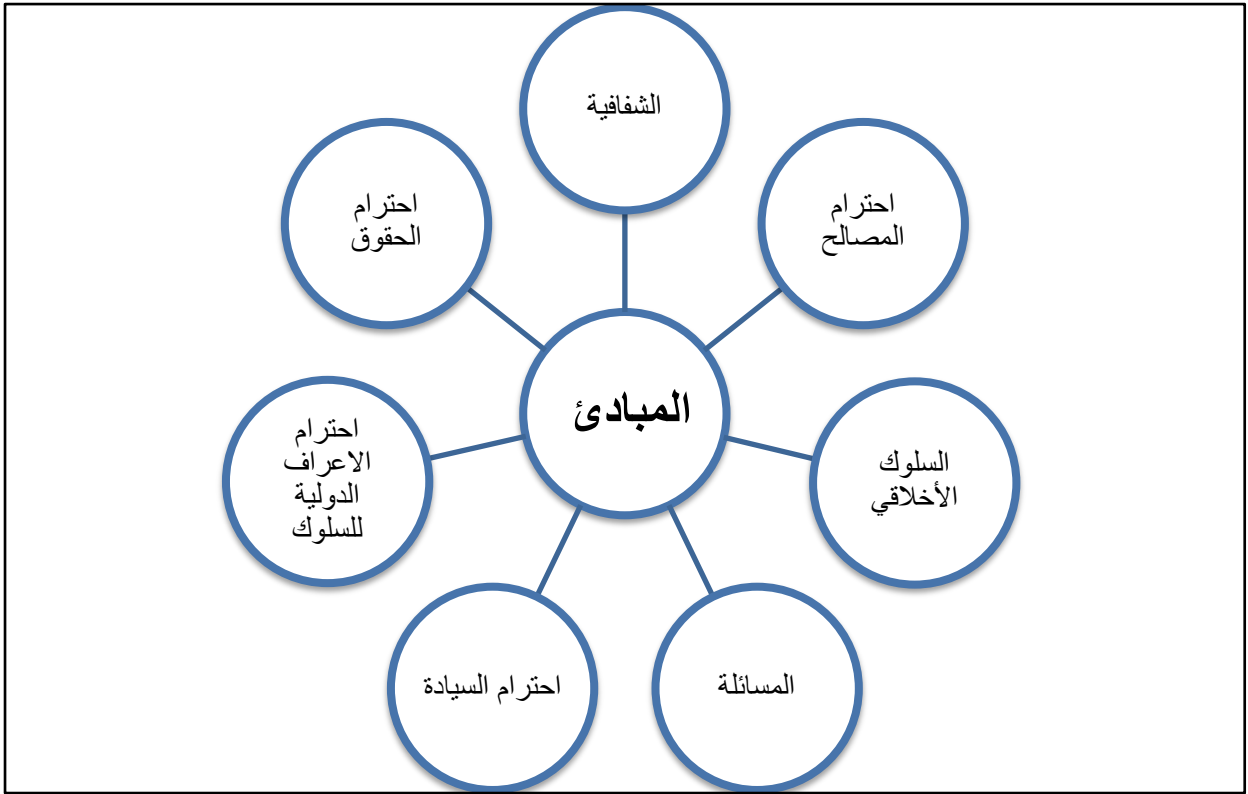 الشفافية
احترام
المصالح
احترام
الحقوق
المبادئ
السلوك
الأخلاقي
احترام
الاعراف
الدولية
للسلوك
المسائلة
احترام السيادة